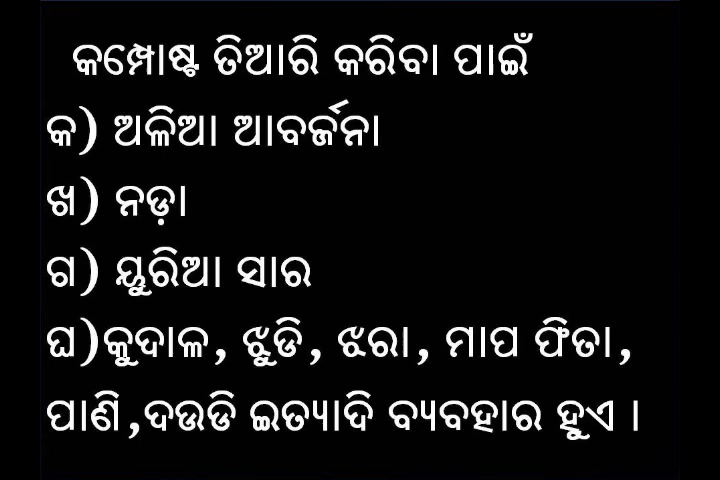 କମ୍ପୋଷ୍ଟ ତିଆରି କରିବା ପାଇଁ
କ) ଅଳିଆ ଆବର୍ଜନା
ଖ) ନଡ଼ା
ଗ) ୟୁରିଆ ସାର
ଘ)କୁଦାଳ, ଝୁଡି, ଝରା, ମାପ ଫିତା,
ପାଣି,ଦଉଡି ଇତ୍ୟାଦି ବ୍ୟବହାର ହୁଏ ।